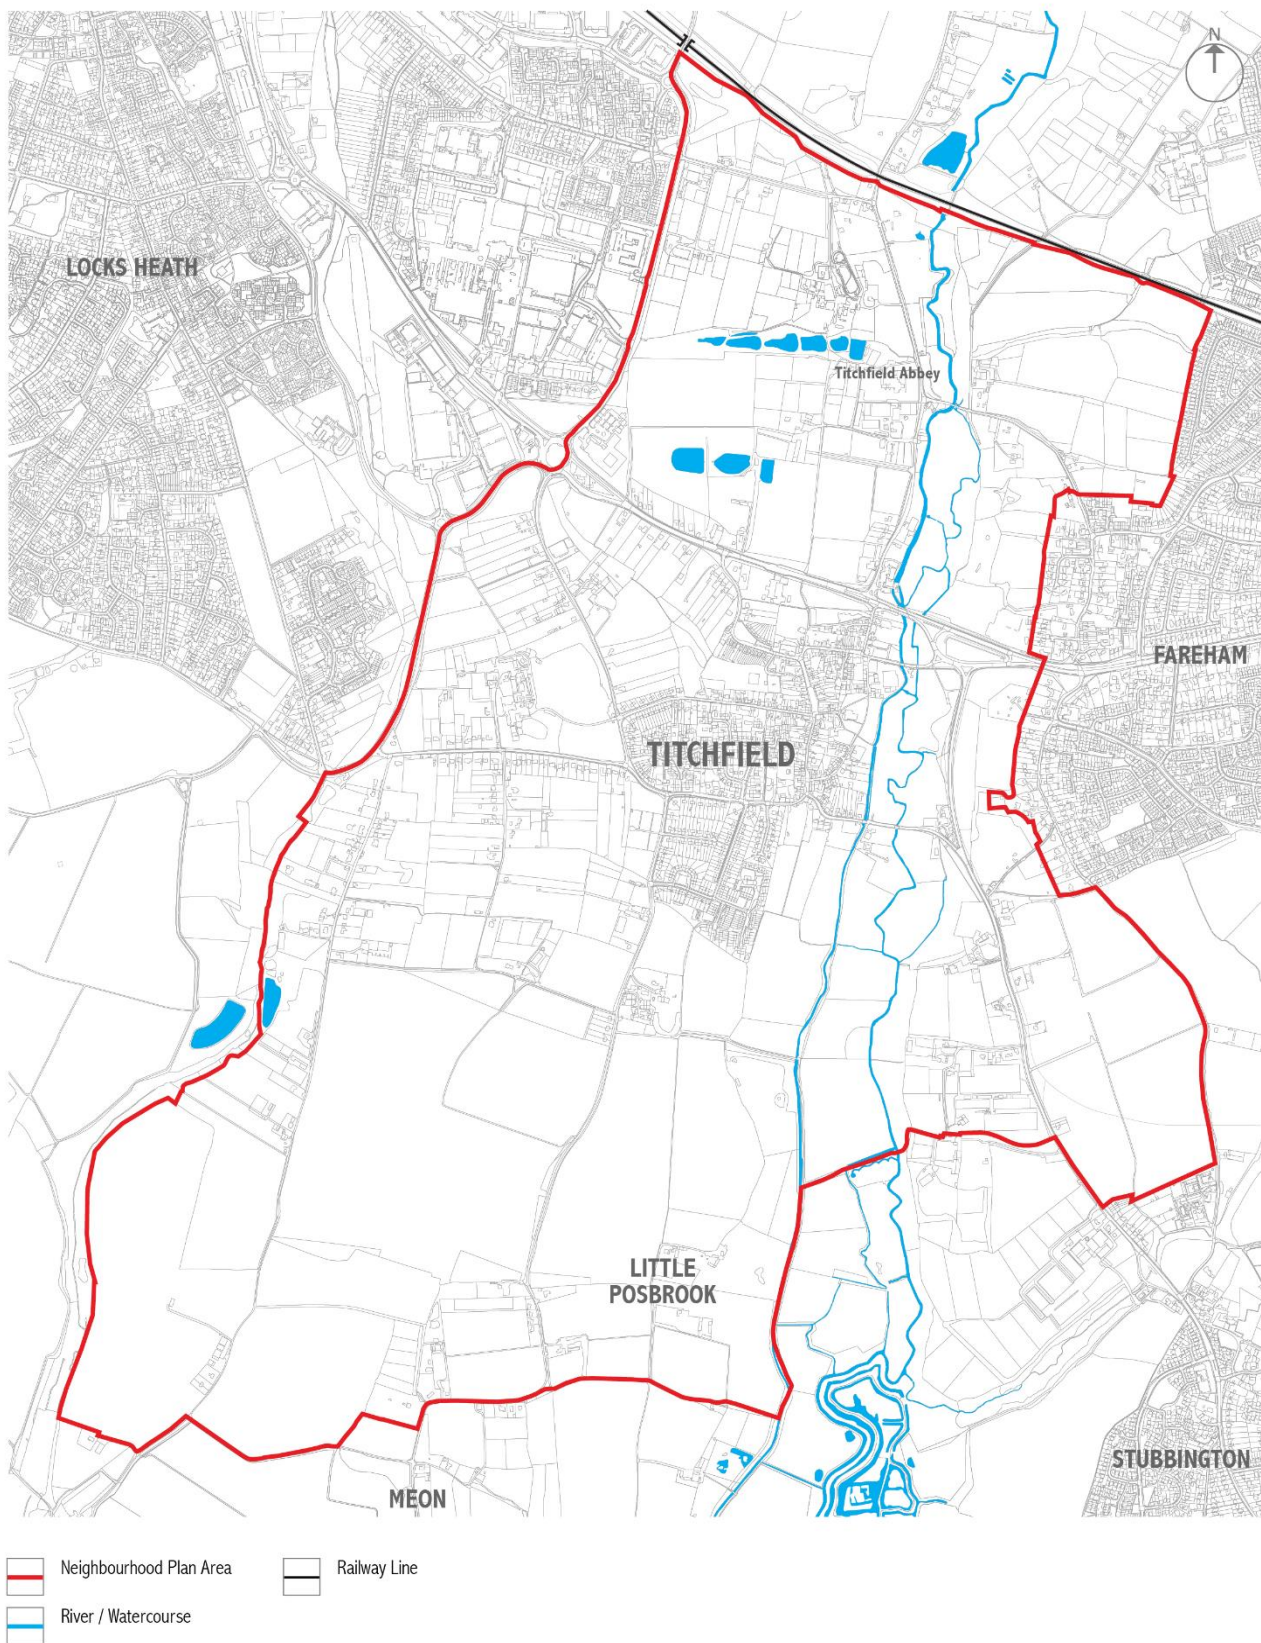 N
LOCKS HEATH
Titchfield Abbey
FAREHAM
TITCHFIELD
LITTLE
POSBROOK
STUBBINGTON
MEON
Neighbourhood Plan Area
Railway Line
River / Watercourse